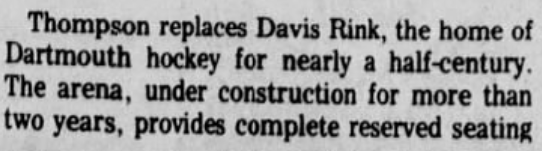 Thompson replaces Davis Rink, the home of
Dartmouth hockey for nearly a half-century.
The arena, under construction for more than
two years, provides complete reserved seating